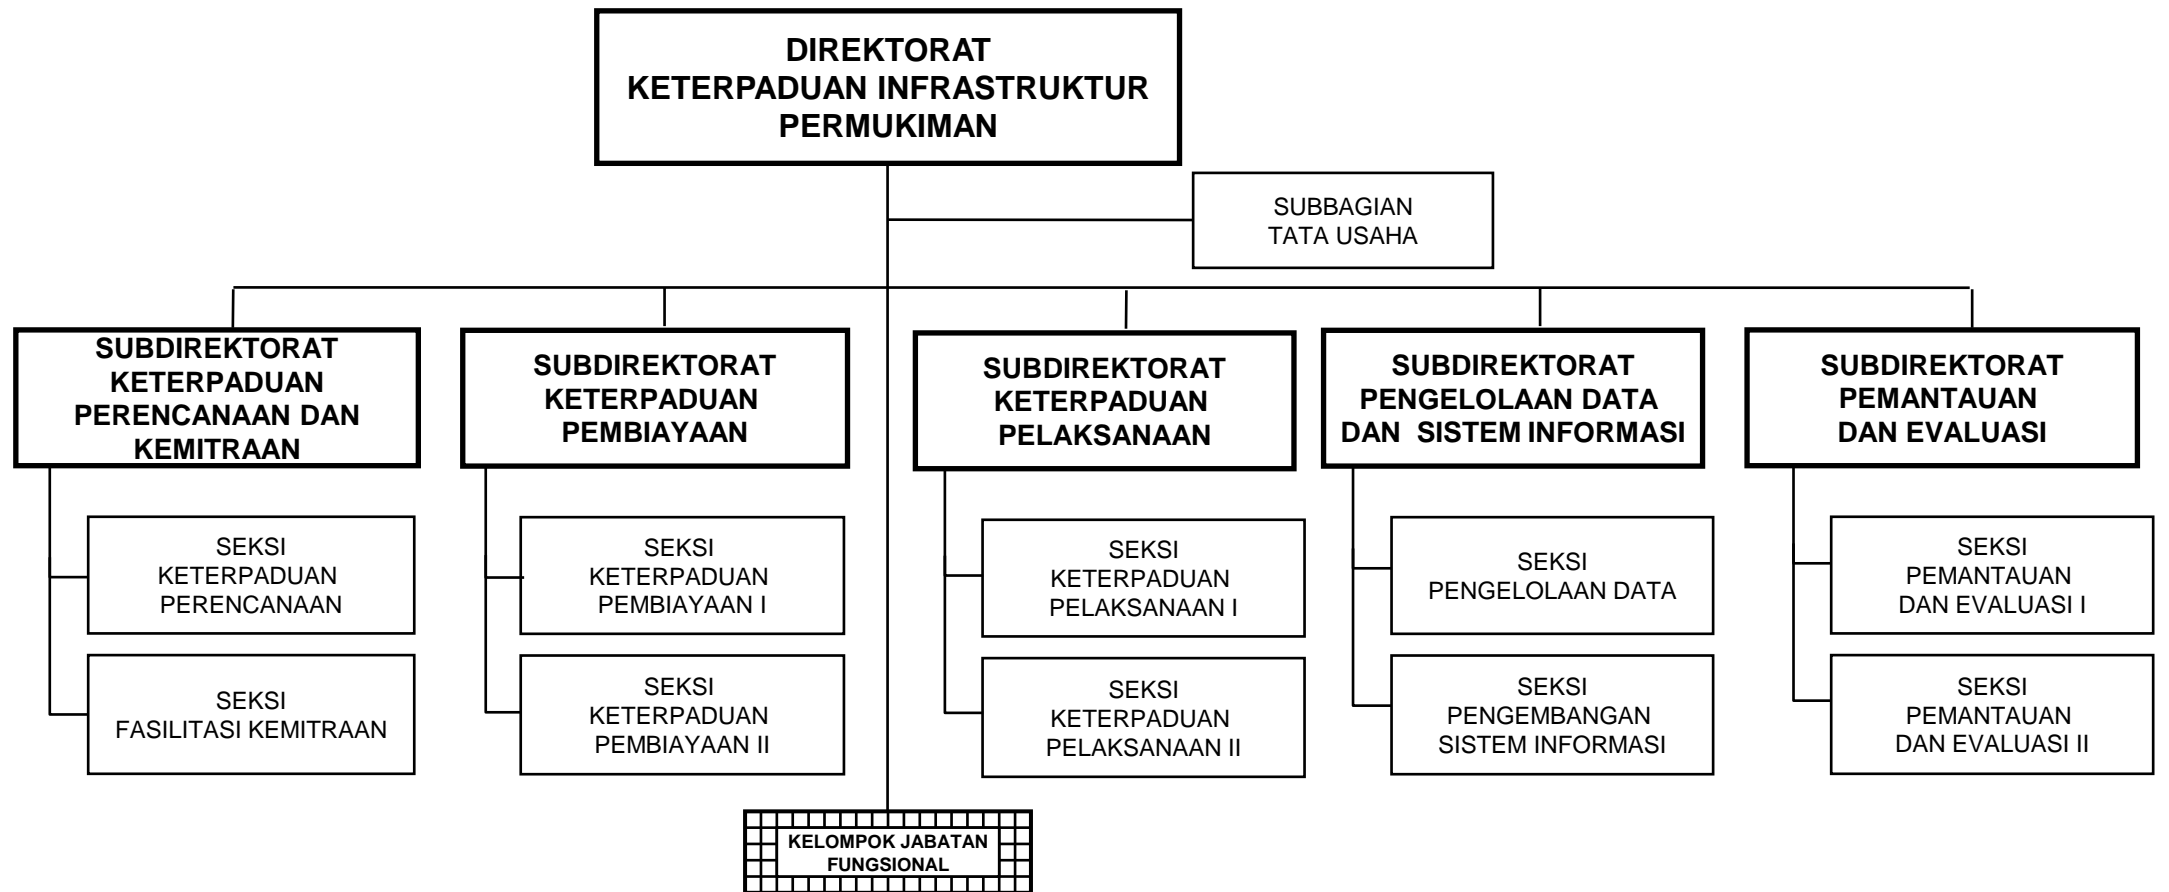 DIREKTORAT
KETERPADUAN INFRASTRUKTUR
PERMUKIMAN
SUBBAGIAN
TATA USAHA
SUBDIREKTORAT
KETERPADUAN
PERENCANAAN DAN
KEMITRAAN
SUBDIREKTORAT
KETERPADUAN
PEMBIAYAAN
SUBDIREKTORAT
KETERPADUAN
PELAKSANAAN
SUBDIREKTORAT
PENGELOLAAN DATA
DAN SISTEM INFORMASI
SUBDIREKTORAT
PEMANTAUAN
DAN EVALUASI
SEKSI
KETERPADUAN
PERENCANAAN
SEKSI
KETERPADUAN
PEMBIAYAAN I
SEKSI
KETERPADUAN
PELAKSANAAN I
SEKSI
PENGELOLAAN DATA
SEKSI
PEMANTAUAN
DAN EVALUASI I
SEKSI
FASILITASI KEMITRAAN
SEKSI
KETERPADUAN
PEMBIAYAAN II
SEKSI
KETERPADUAN
PELAKSANAAN II
SEKSI
PENGEMBANGAN
SISTEM INFORMASI
SEKSI
PEMANTAUAN
DAN EVALUASI II
KELOMPOK JABATAN
FUNGSIONAL